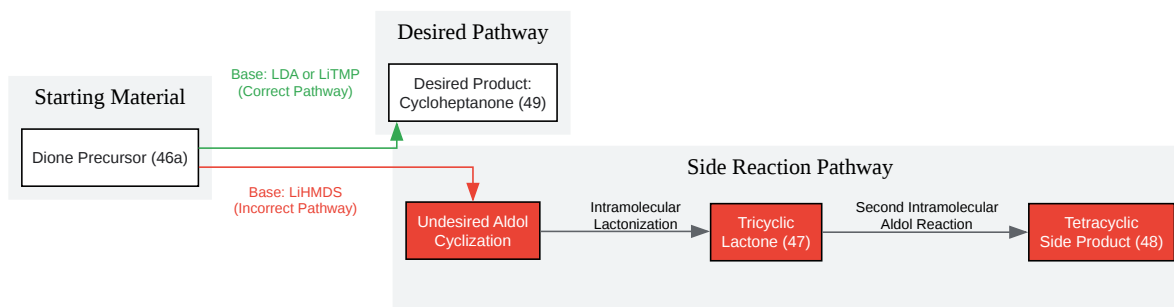 Desired Pathway
Base: LDA or LiTMP
(Correct Pathway)
Desired Product:
Cycloheptanone (49)
Starting Material
Dione Precursor (46a)
Side Reaction Pathway
Base: LiHMDS
(Incorrect Pathway)
Undesired Aldol
Cyclization
Intramolecular
Lactonization
Tricyclic
Lactone (47)
Second Intramolecular
Aldol Reaction
Tetracyclic
Side Product (48)